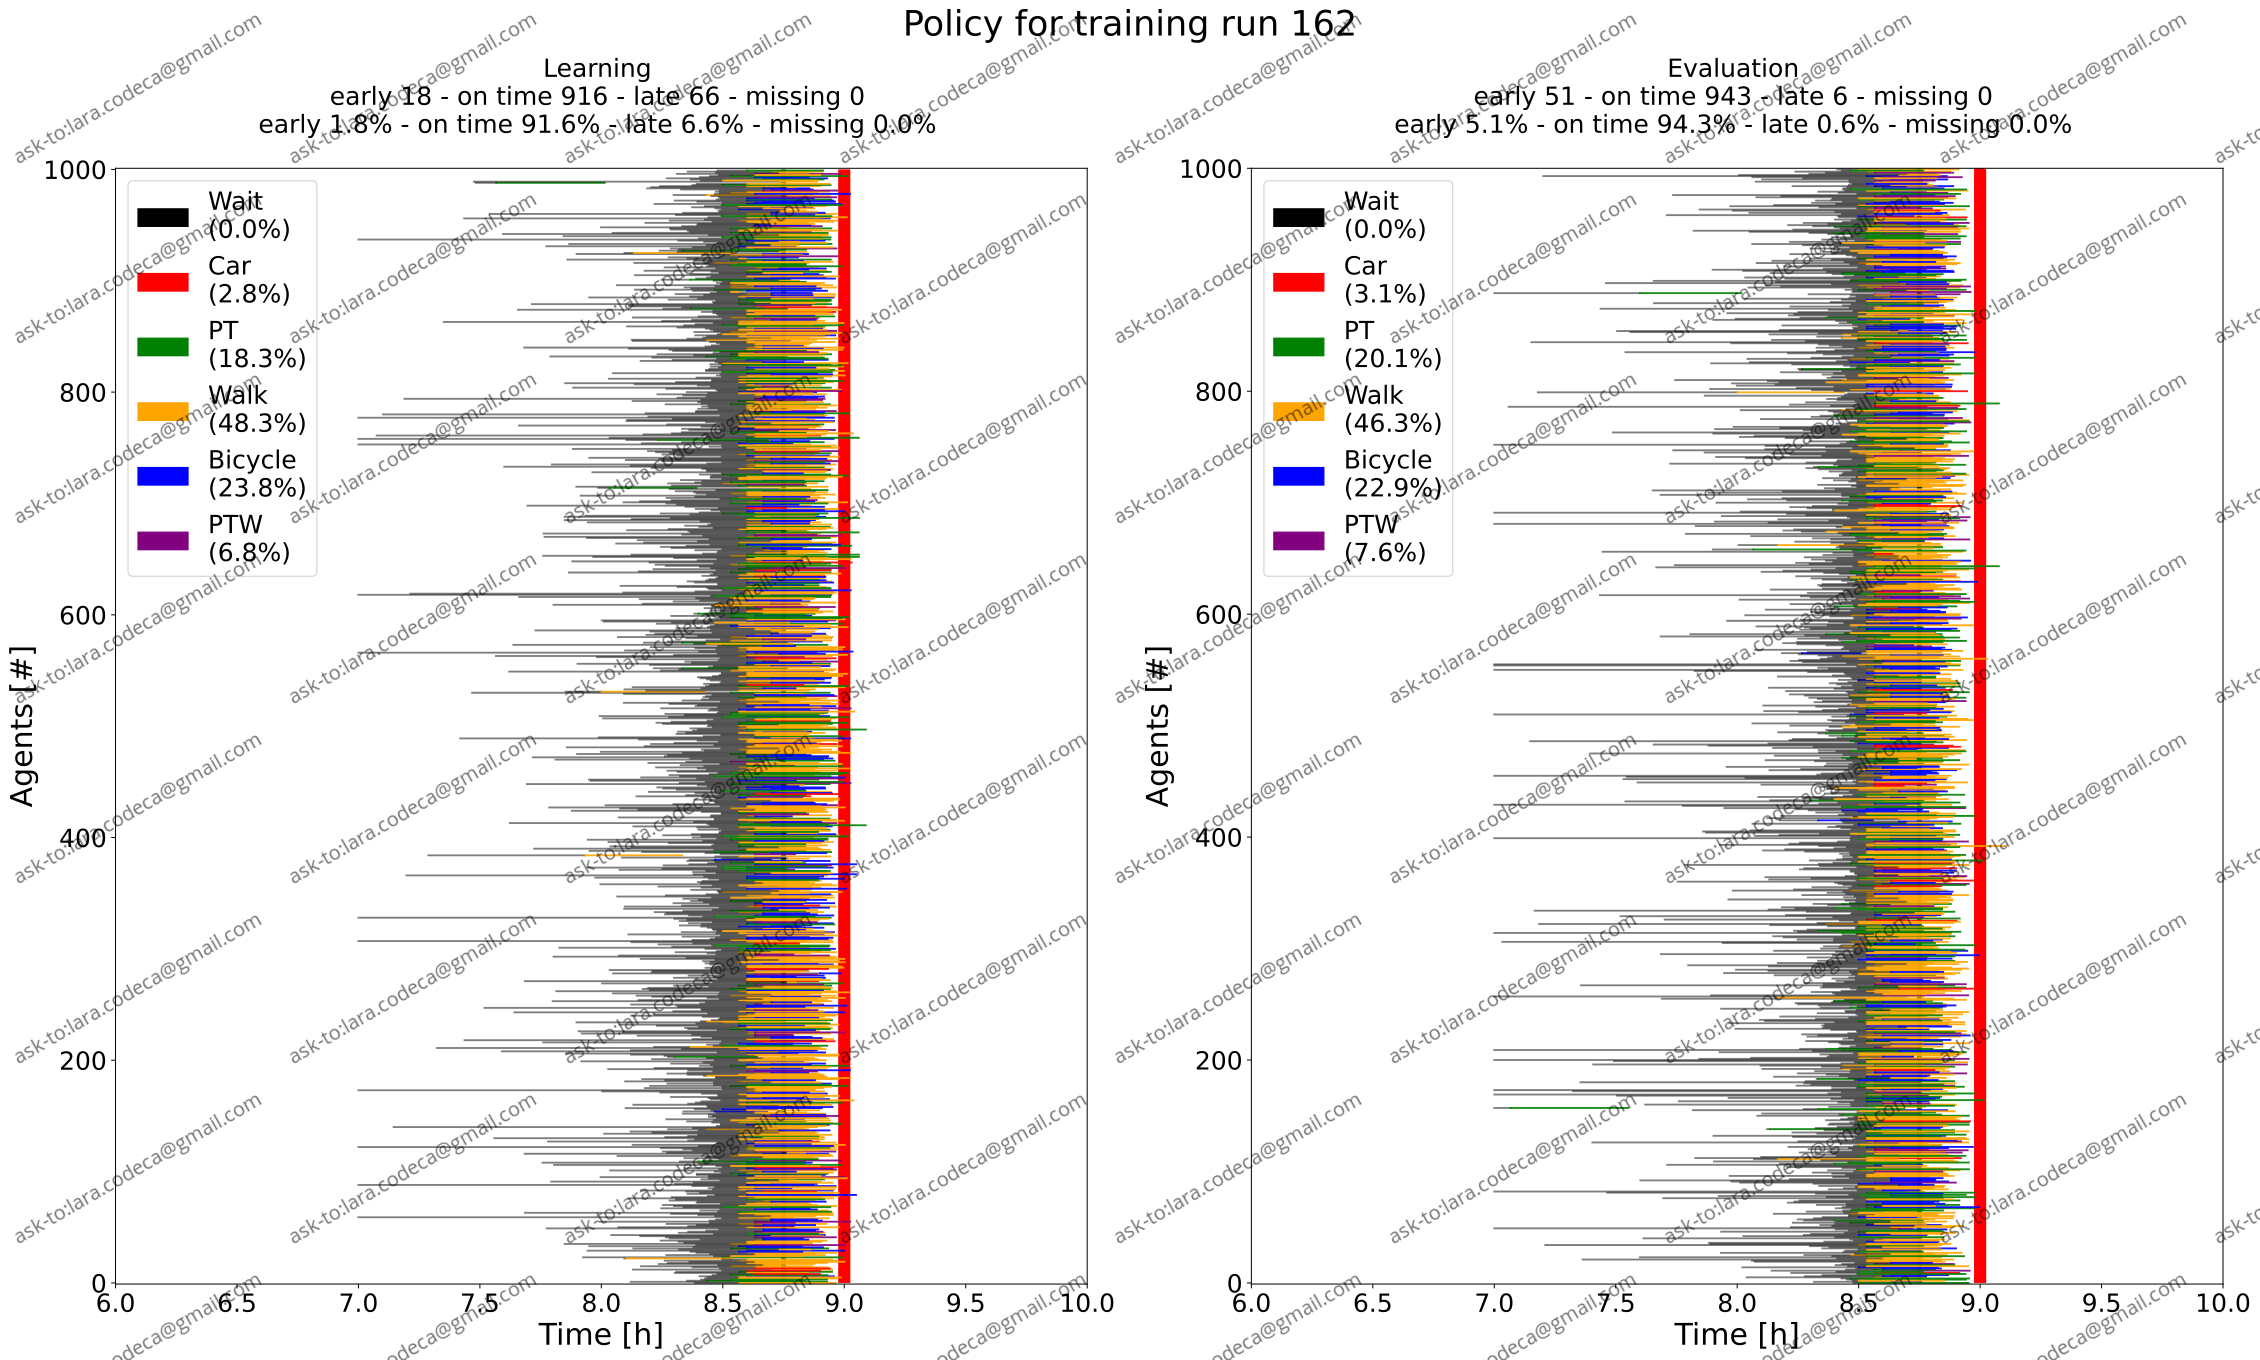 Policy for training run 162
Learning
early 18 - on time 916 - late 66 - missing 0
early 1.8% - on time 91.6% - late 6.6% - missing 0.0%
1000
800
600
400
200
0
Agents [#]
Wait
(0.0%)
Car
(2.8%)
PT
(18.3%)
Walk
(48.3%)
Bicycle
(23.8%)
PTW
(6.8%)
6.0 6.5 7.0 7.5 8.0 8.5 9.0 9.5 10.0
Time [h]
Evaluation
early 51 - on time 943 - late 6 - missing 0
early 5.1% - on time 94.3% - late 0.6% - missing 0.0%
1000
800
600
400
200
0
Agents [#]
Wait
(0.0%)
Car
(3.1%)
PT
(20.1%)
Walk
(46.3%)
Bicycle
(22.9%)
PTW
(7.6%)
6.0 6.5 7.0 7.5 8.0 8.5 9.0 9.5 10.0
Time [h]
ask-to:lara.codeca@gmail.com